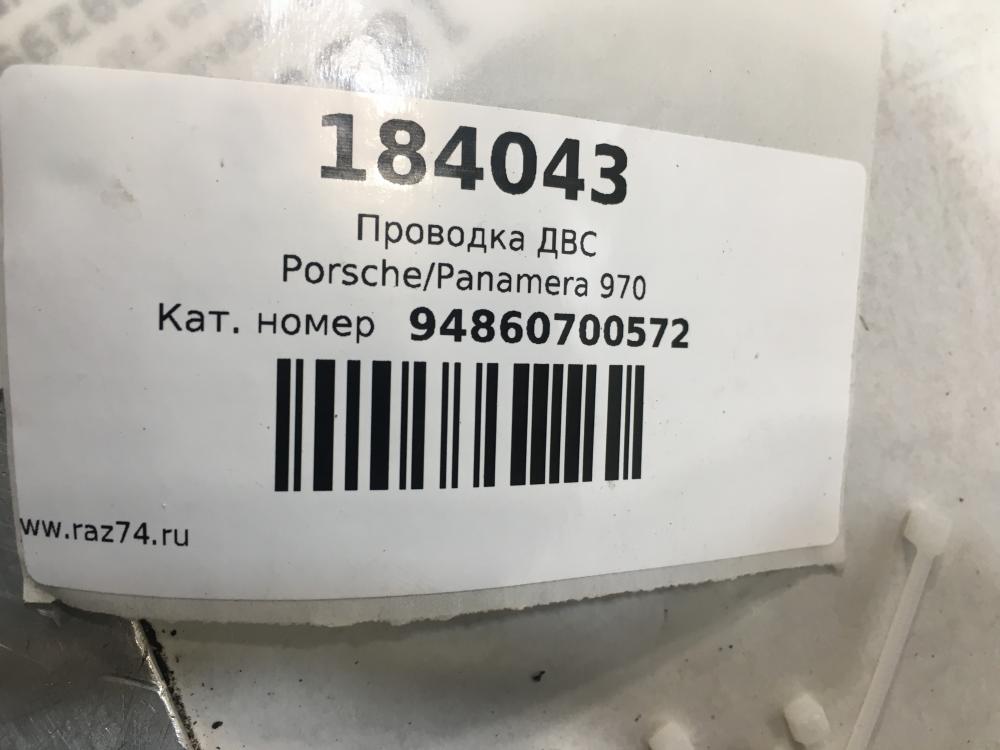 184043
Проводка ДВС
Porsche/Panamera 970
Кат. номер 94860700572
ww.raz74.ru